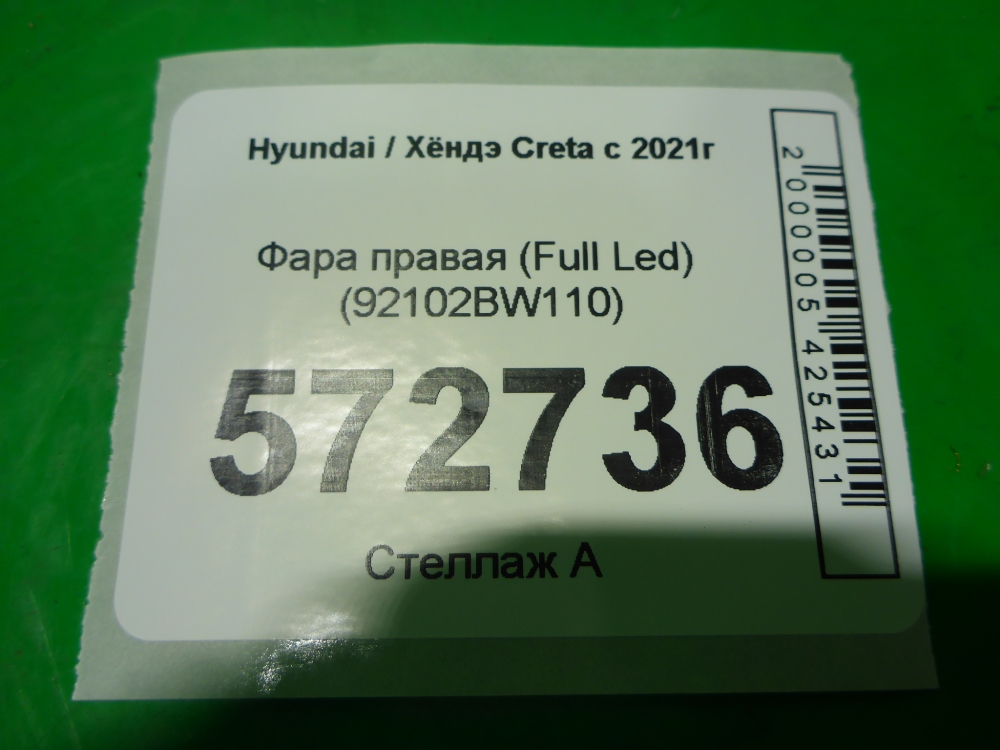 Hyundai / Хёндэ Creta с 2021г
Фара правая (Full Led)
(92102BW110)
572736
Стеллаж А
2000005425431